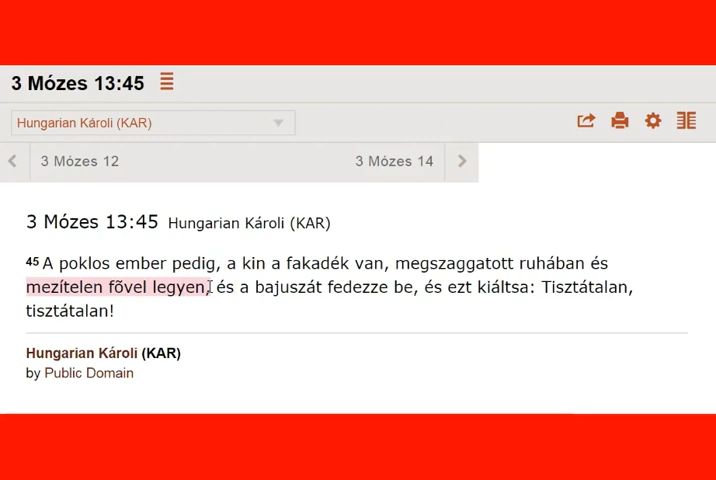 3 Mózes 13:45
Hungarian Károli (KAR)
3 Mózes 12
3 Mózes 14
3 Mózes 13:45 Hungarian Károli (KAR)
45 A poklos ember pedig, a kin a fakadék van, megszaggatott ruhában és
mezítelen fõvel legyen, és a bajuszát fedezze be, és ezt kiáltsa: Tisztátalan,
tisztátalan!
Hungarian Károli (KAR)
by Public Domain